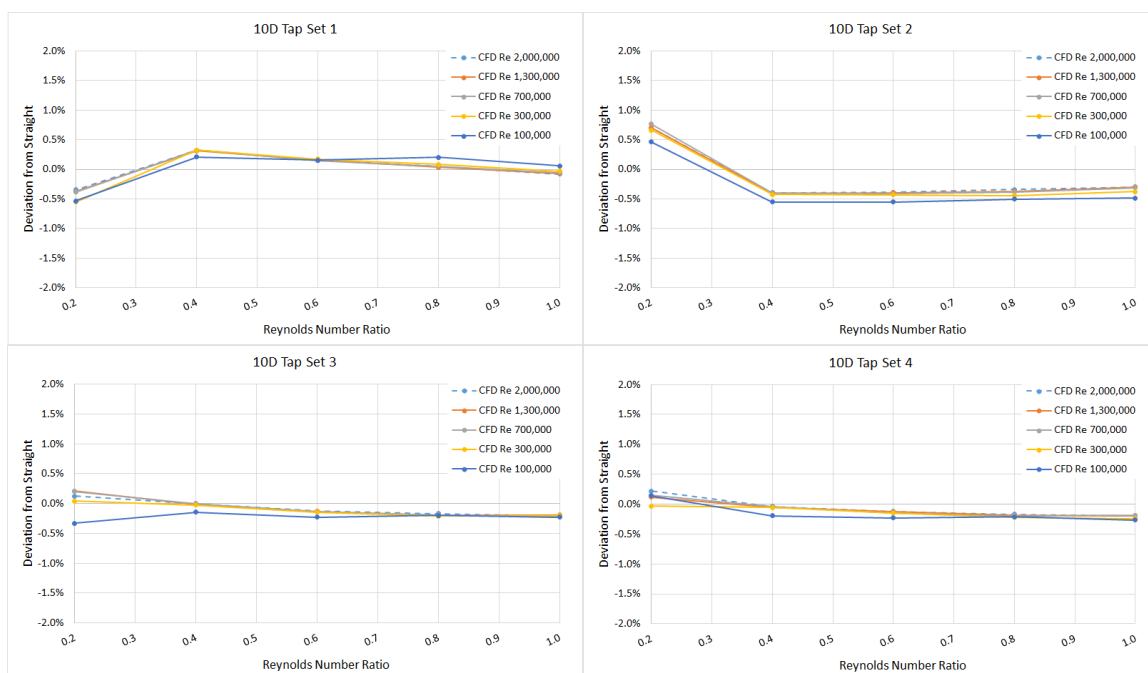 10D Tap Set 1
2.0%
1.5%
1.0%
0.5%
0.0%
-0.5%
-1.0%
-1.5%
-2.0%
Deviation from Straight
0.2 0.3 0.4 0.5 0.6 0.7 0.8 0.9 1.0
Reynolds Number Ratio
CFD Re 2,000,000
CFD Re 1,300,000
CFD Re 700,000
CFD Re 300,000
CFD Re 100,000
10D Tap Set 2
2.0%
1.5%
1.0%
0.5%
0.0%
-0.5%
-1.0%
-1.5%
-2.0%
Deviation from Straight
0.2 0.3 0.4 0.5 0.6 0.7 0.8 0.9 1.0
Reynolds Number Ratio
CFD Re 2,000,000
CFD Re 1,300,000
CFD Re 700,000
CFD Re 300,000
CFD Re 100,000
10D Tap Set 3
2.0%
1.5%
1.0%
0.5%
0.0%
-0.5%
-1.0%
-1.5%
-2.0%
Deviation from Straight
0.2 0.3 0.4 0.5 0.6 0.7 0.8 0.9 1.0
Reynolds Number Ratio
CFD Re 2,000,000
CFD Re 1,300,000
CFD Re 700,000
CFD Re 300,000
CFD Re 100,000
10D Tap Set 4
2.0%
1.5%
1.0%
0.5%
0.0%
-0.5%
-1.0%
-1.5%
-2.0%
Deviation from Straight
0.2 0.3 0.4 0.5 0.6 0.7 0.8 0.9 1.0
Reynolds Number Ratio
CFD Re 2,000,000
CFD Re 1,300,000
CFD Re 700,000
CFD Re 300,000
CFD Re 100,000